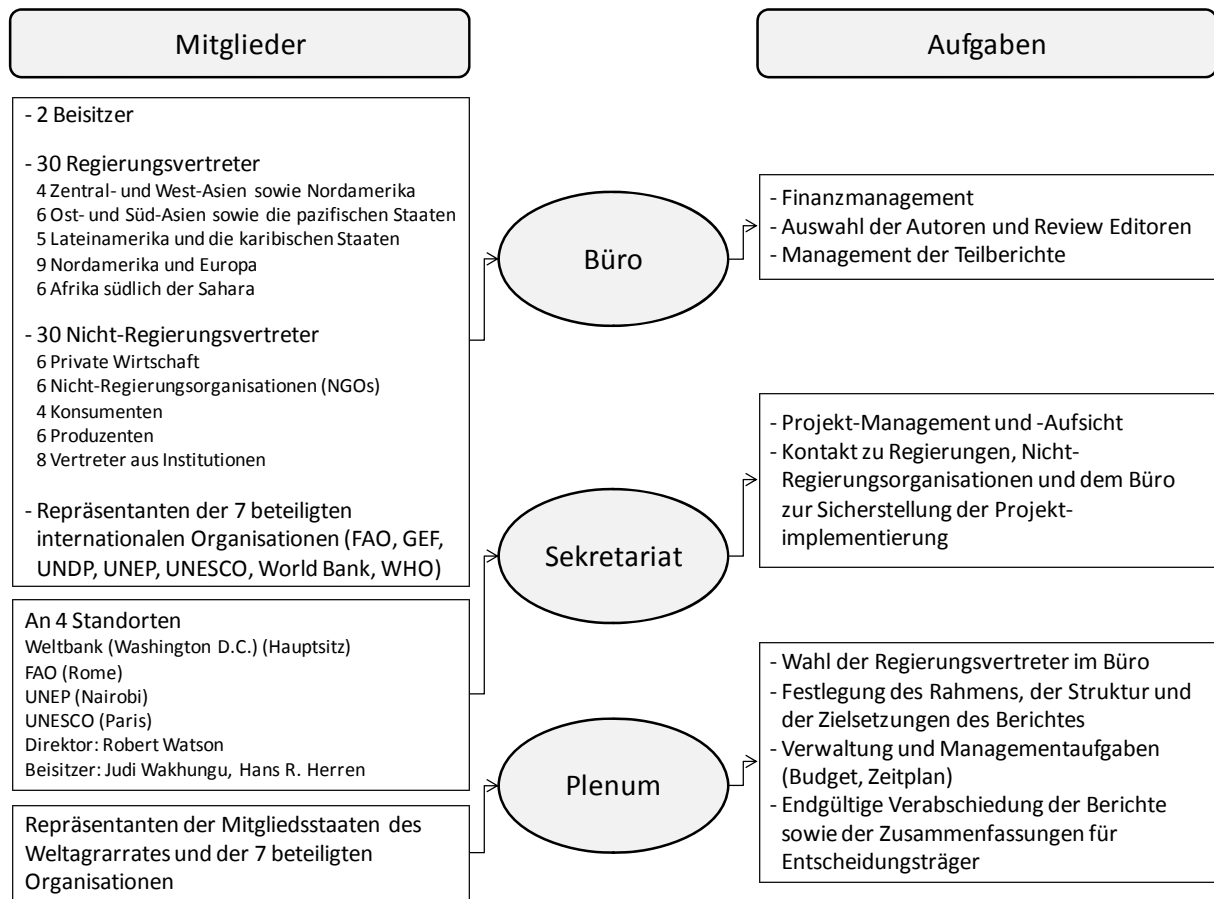 Mitglieder
Aufgaben
- 2 Beisitzer
- 30 Regierungsvertreter
4 Zentral- und West-Asien sowie Nordamerika
6 Ost- und Süd-Asien sowie die pazifischen Staaten
5 Lateinamerika und die karibischen Staaten
9 Nordamerika und Europa
6 Afrika südlich der Sahara
- 30 Nicht-Regierungsvertreter
6 Private Wirtschaft
6 Nicht-Regierungsorganisationen (NGOs)
4 Konsumenten
6 Produzenten
8 Vertreter aus Institutionen
- Repräsentanten der 7 beteiligten
internationalen Organisationen (FAO, GEF,
UNDP, UNEP, UNESCO, World Bank, WHO)
Büro
- Finanzmanagement
- Auswahl der Autoren und Review Editoren
- Management der Teilberichte
An 4 Standorten
Weltbank (Washington D.C.) (Hauptsitz)
FAO (Rome)
UNEP (Nairobi)
UNESCO (Paris)
Direktor: Robert Watson
Beisitzer: Judi Wakhungu, Hans R. Herren
Sekretariat
- Projekt-Management und -Aufsicht
- Kontakt zu Regierungen, Nicht-
Regierungsorganisationen und dem Büro
zur Sicherstellung der Projekt-
implementierung
Repräsentanten der Mitgliedsstaaten des
Weltagrarrates und der 7 beteiligten
Organisationen
Plenum
- Wahl der Regierungsvertreter im Büro
- Festlegung des Rahmens, der Struktur und
der Zielsetzungen des Berichtes
- Verwaltung und Managementaufgaben
(Budget, Zeitplan)
- Endgültige Verabschiedung der Berichte
sowie der Zusammenfassungen für
Entscheidungsträger